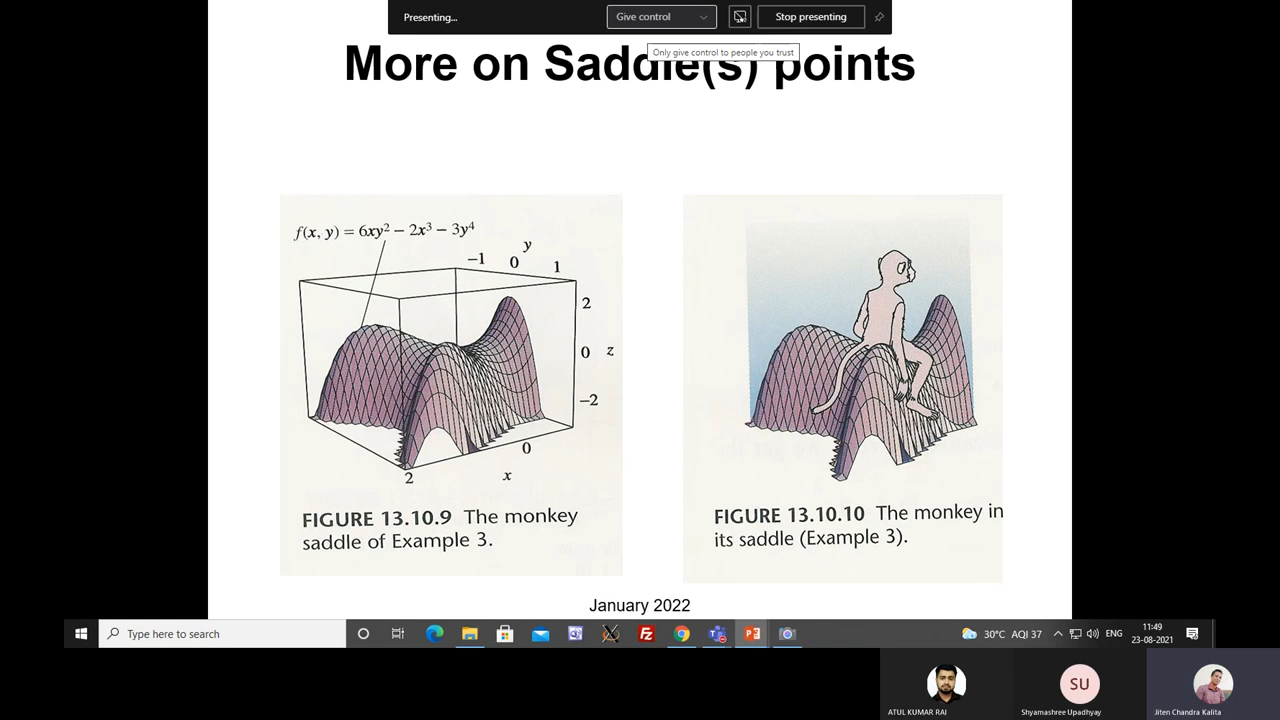 Presenting...
Give control
Stop presenting
Only give control to people you trust
More on Saddle(s) points
f(x, y) = 6xy² − 2x³ − 3y⁴
y
−1 0 1
2
0 z
−2
0
2
x
FIGURE 13.10.9 The monkey
saddle of Example 3.
FIGURE 13.10.10 The monkey in
its saddle (Example 3).
January 2022
Type here to search
30°C AQI 37
ENG
11:49
23-08-2021
ATUL KUMAR RAI
SU
Shyamashree Upadhyay
Jiten Chandra Kalita